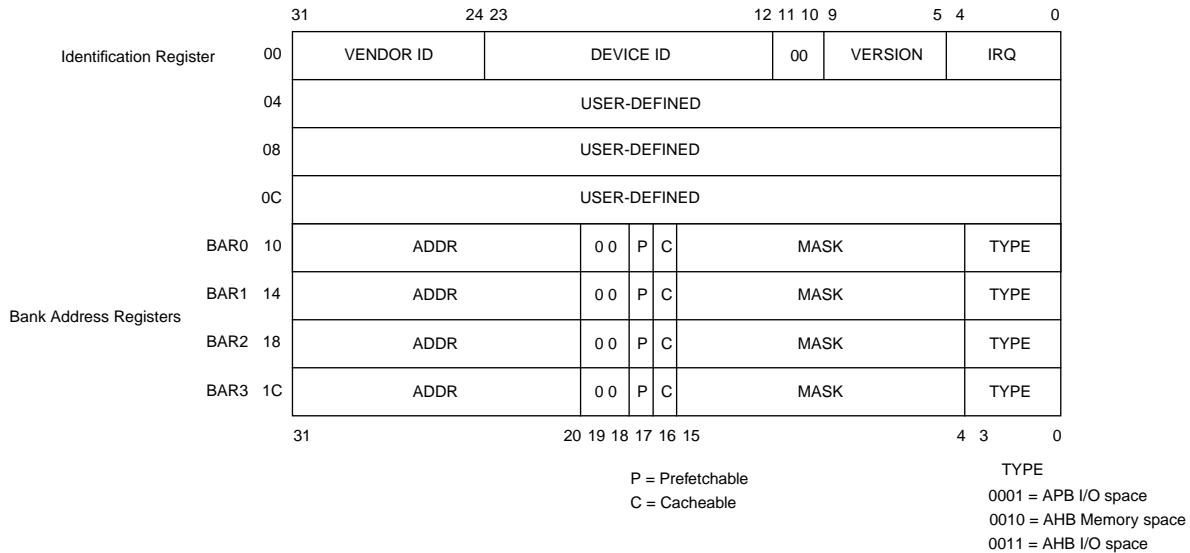 31 24 23 12 11 10 9 5 4 0
Identification Register 00 VENDOR ID DEVICE ID 00 VERSION IRQ
04 USER-DEFINED
08 USER-DEFINED
0C USER-DEFINED
BAR0 10 ADDR 0 0 P C MASK TYPE
BAR1 14 ADDR 0 0 P C MASK TYPE
Bank Address Registers
BAR2 18 ADDR 0 0 P C MASK TYPE
BAR3 1C ADDR 0 0 P C MASK TYPE
31 20 19 18 17 16 15 4 3 0
P = Prefetchable
C = Cacheable
TYPE
0001 = APB I/O space
0010 = AHB Memory space
0011 = AHB I/O space